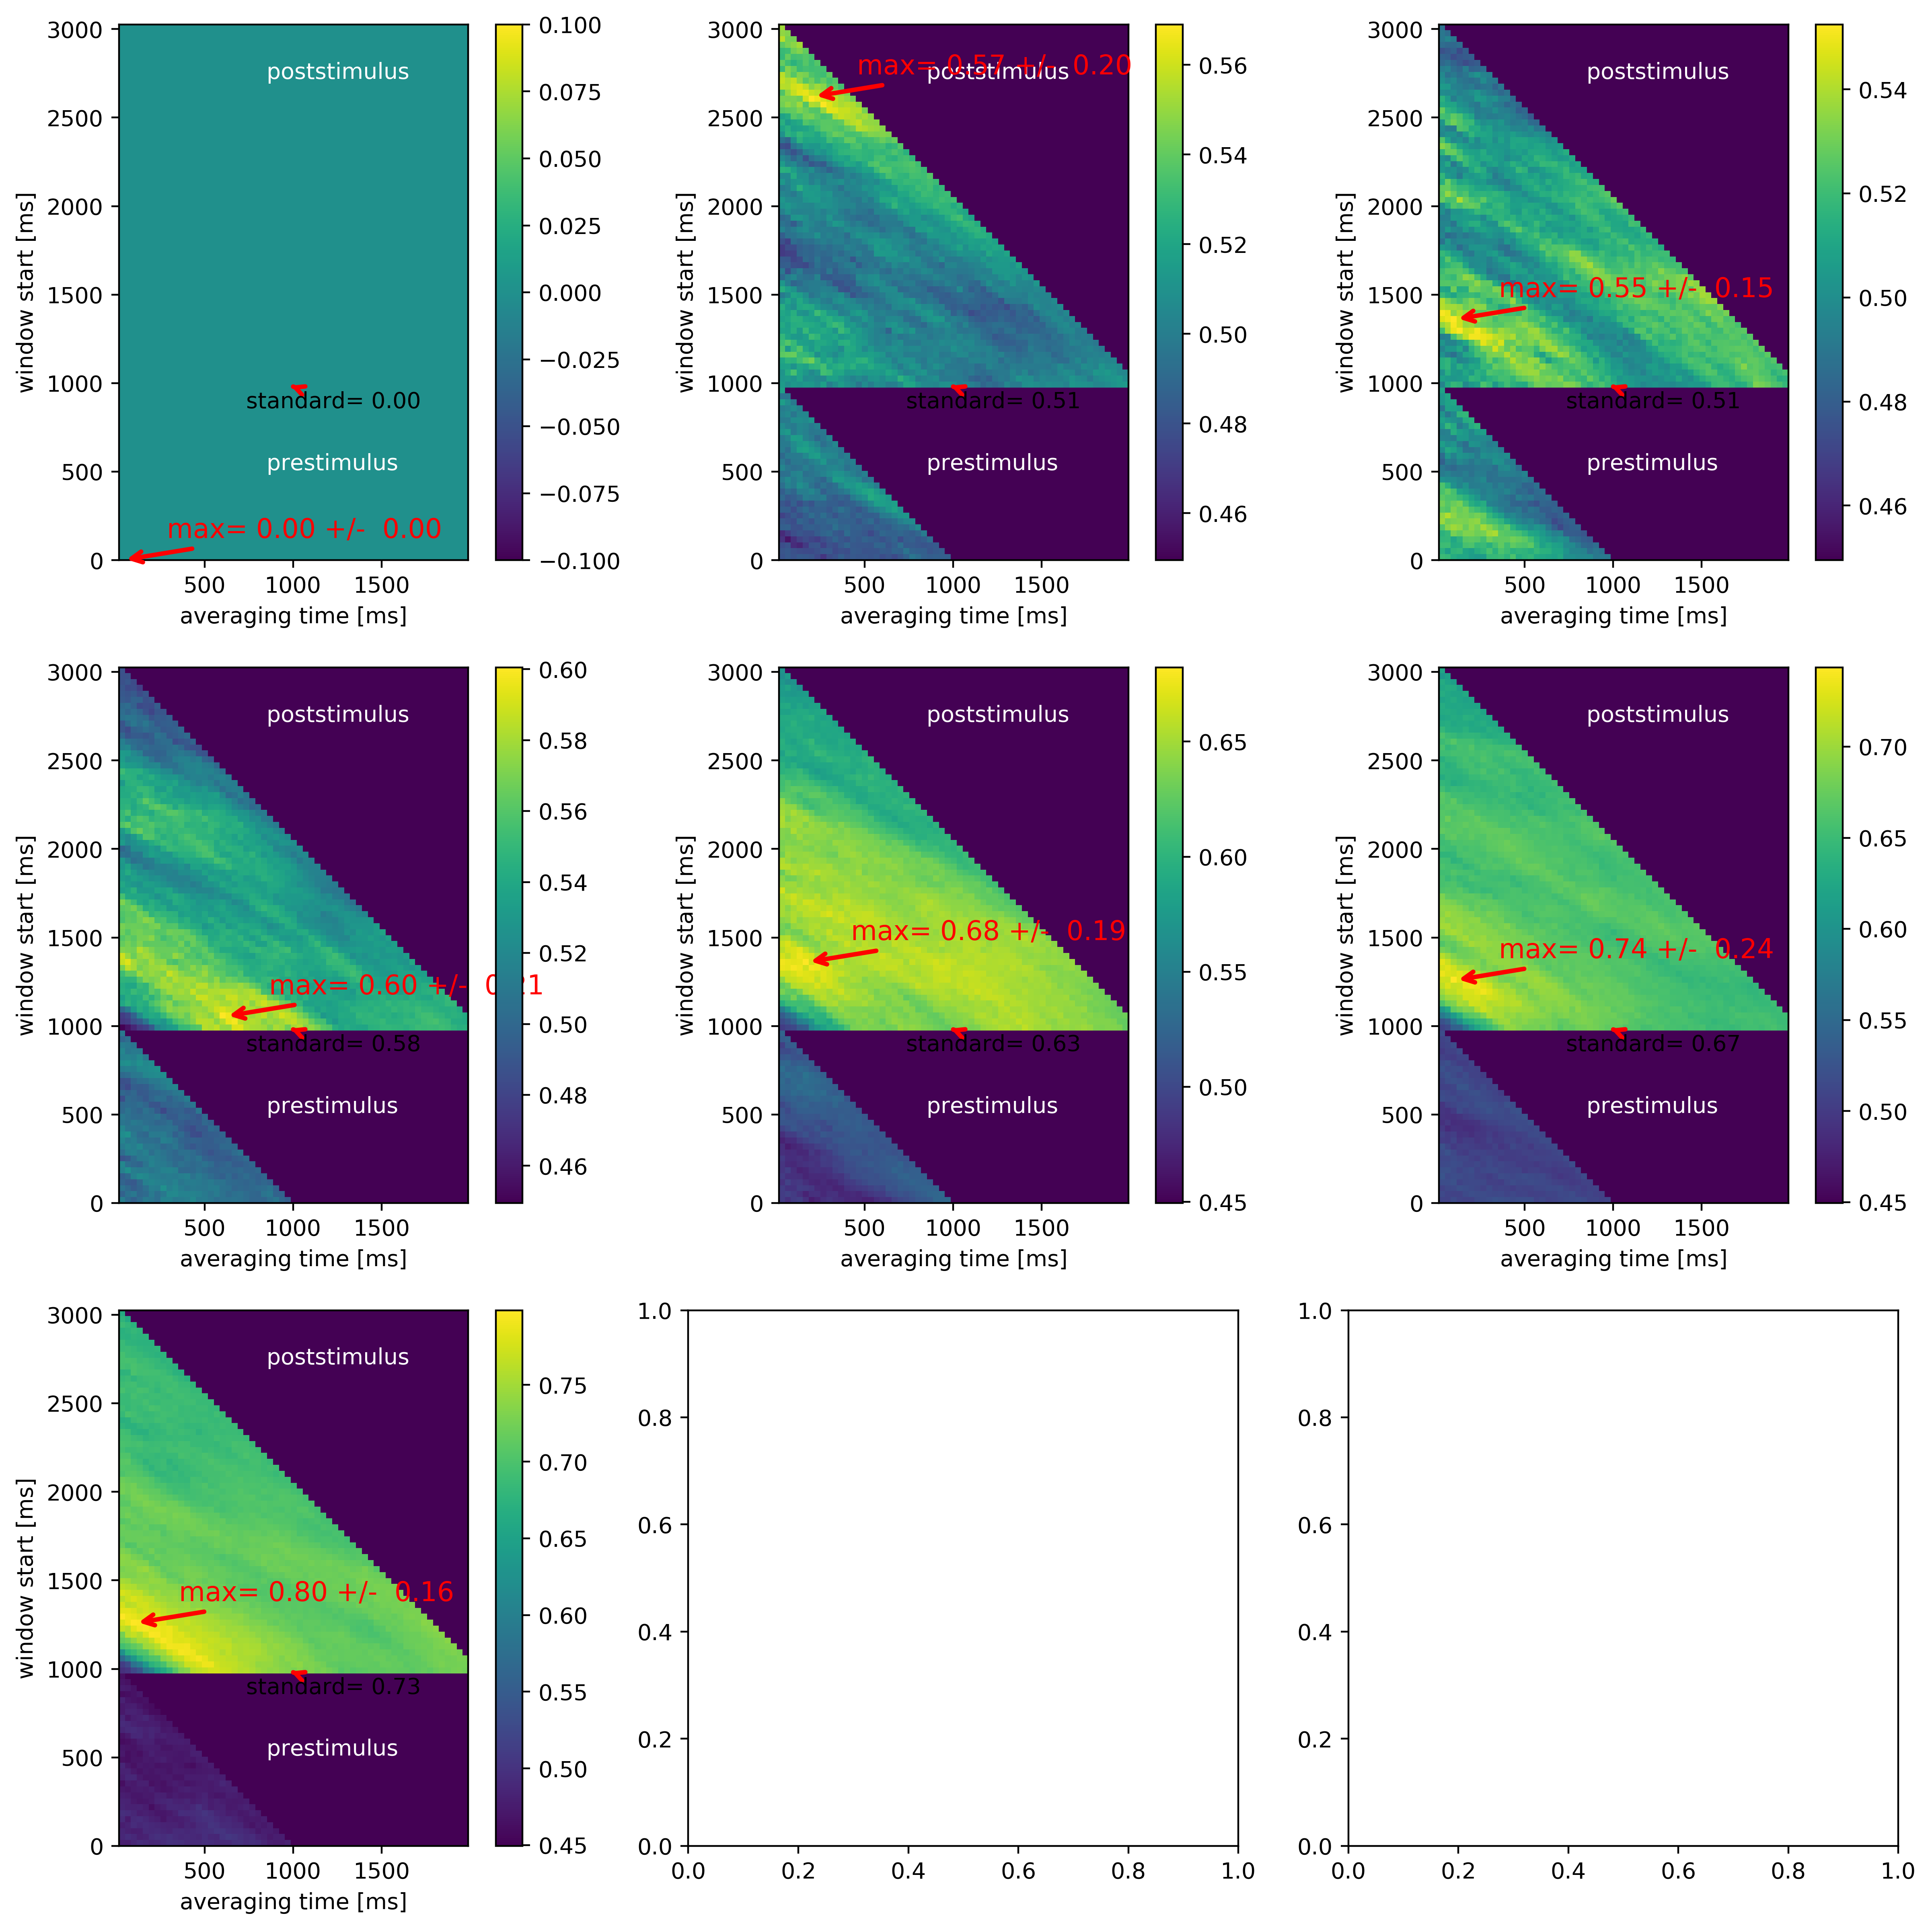 3000
2500
2000
1500
1000
500
0
window start [ms]
poststimulus
standard= 0.00
prestimulus
max= 0.00 +/-  0.00
500 1000 1500
averaging time [ms]
0.100
0.075
0.050
0.025
0.000
−0.025
−0.050
−0.075
−0.100
3000
2500
2000
1500
1000
500
0
window start [ms]
max= 0.57 +/-  0.20
poststimulus
standard= 0.51
prestimulus
500 1000 1500
averaging time [ms]
0.56
0.54
0.52
0.50
0.48
0.46
3000
2500
2000
1500
1000
500
0
window start [ms]
poststimulus
max= 0.55 +/-  0.15
standard= 0.51
prestimulus
500 1000 1500
averaging time [ms]
0.54
0.52
0.50
0.48
0.46
3000
2500
2000
1500
1000
500
0
window start [ms]
poststimulus
max= 0.60 +/-  0.21
standard= 0.58
prestimulus
500 1000 1500
averaging time [ms]
0.60
0.58
0.56
0.54
0.52
0.50
0.48
0.46
3000
2500
2000
1500
1000
500
0
window start [ms]
poststimulus
max= 0.68 +/-  0.19
standard= 0.63
prestimulus
500 1000 1500
averaging time [ms]
0.65
0.60
0.55
0.50
0.45
3000
2500
2000
1500
1000
500
0
window start [ms]
poststimulus
max= 0.74 +/-  0.24
standard= 0.67
prestimulus
500 1000 1500
averaging time [ms]
0.70
0.65
0.60
0.55
0.50
0.45
3000
2500
2000
1500
1000
500
0
window start [ms]
poststimulus
max= 0.80 +/-  0.16
standard= 0.73
prestimulus
500 1000 1500
averaging time [ms]
0.75
0.70
0.65
0.60
0.55
0.50
0.45
1.0
0.8
0.6
0.4
0.2
0.0
0.0 0.2 0.4 0.6 0.8 1.0
1.0
0.8
0.6
0.4
0.2
0.0
0.0 0.2 0.4 0.6 0.8 1.0